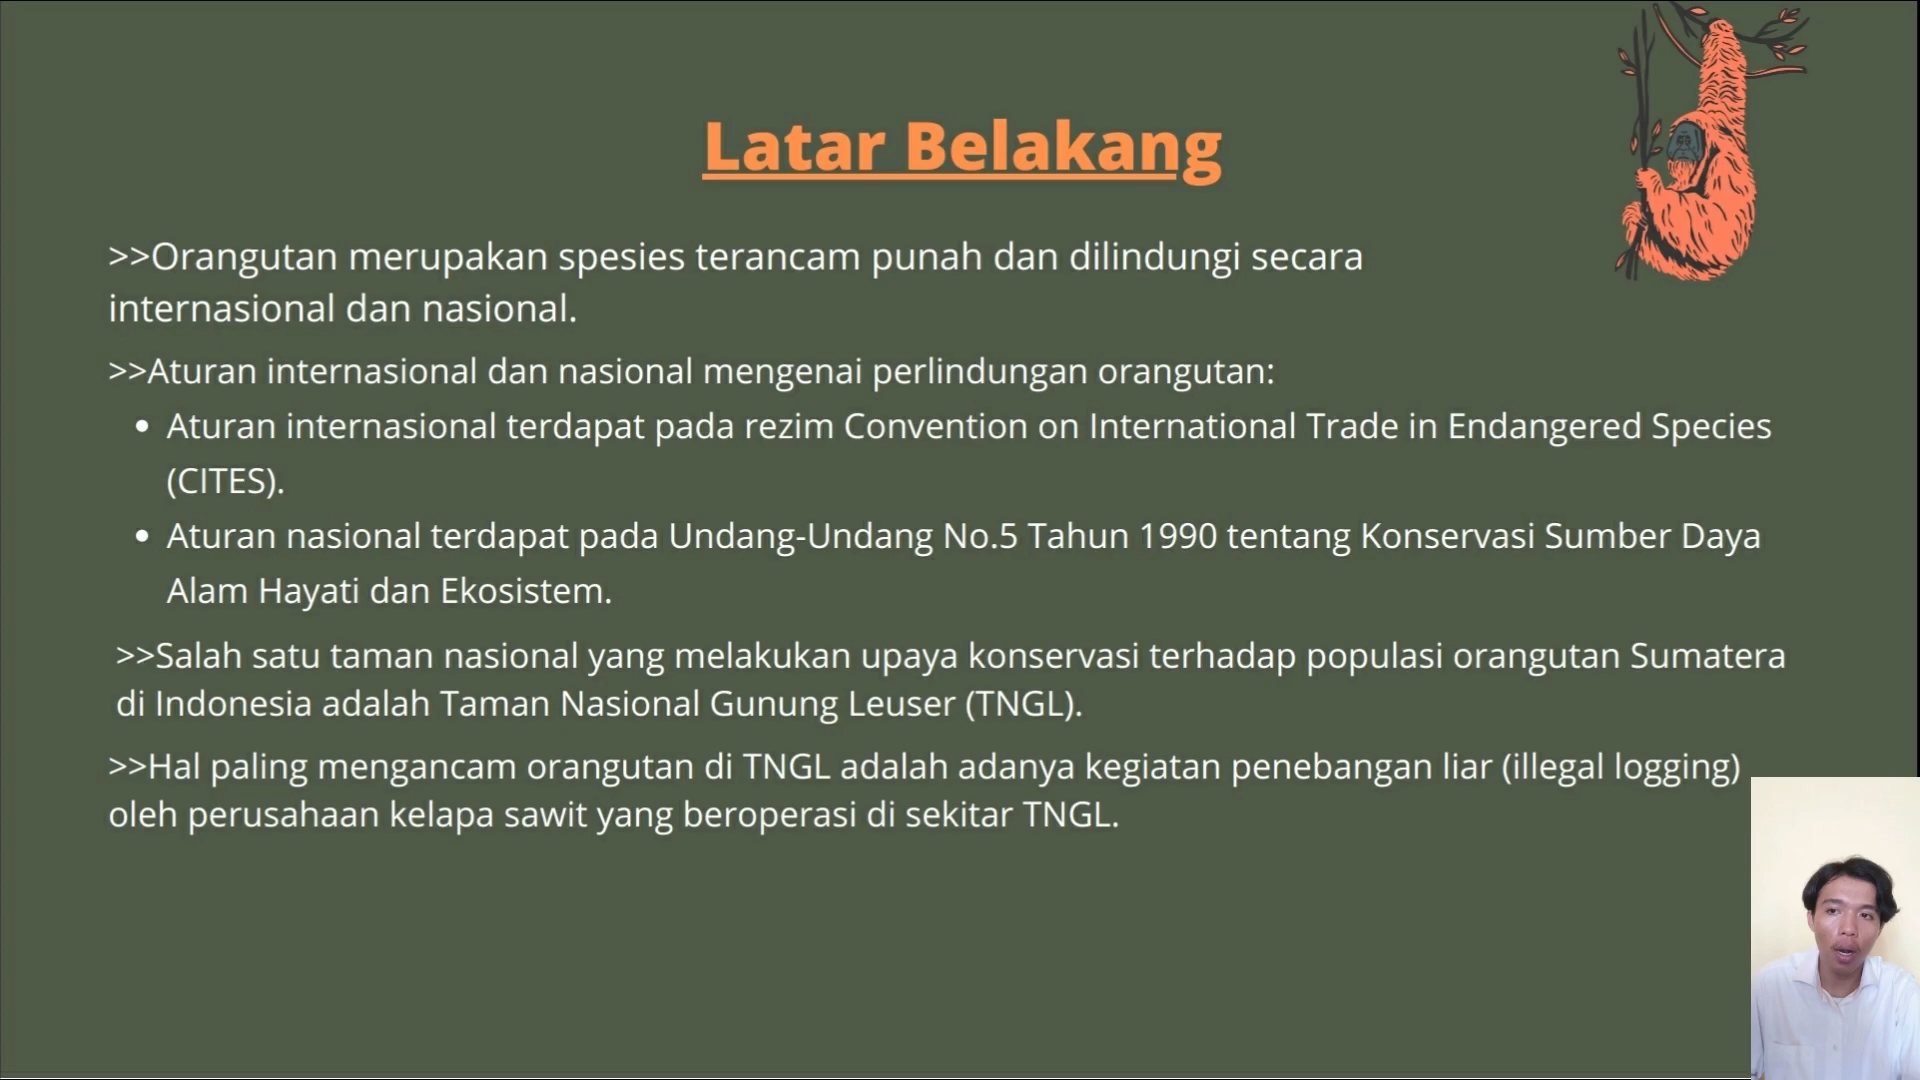 Latar Belakang
>>Orangutan merupakan spesies terancam punah dan dilindungi secara
internasional dan nasional.
>>Aturan internasional dan nasional mengenai perlindungan orangutan:
• Aturan internasional terdapat pada rezim Convention on International Trade in Endangered Species
(CITES).
• Aturan nasional terdapat pada Undang-Undang No.5 Tahun 1990 tentang Konservasi Sumber Daya
Alam Hayati dan Ekosistem.
>>Salah satu taman nasional yang melakukan upaya konservasi terhadap populasi orangutan Sumatera
di Indonesia adalah Taman Nasional Gunung Leuser (TNGL).
>>Hal paling mengancam orangutan di TNGL adalah adanya kegiatan penebangan liar (illegal logging)
oleh perusahaan kelapa sawit yang beroperasi di sekitar TNGL.